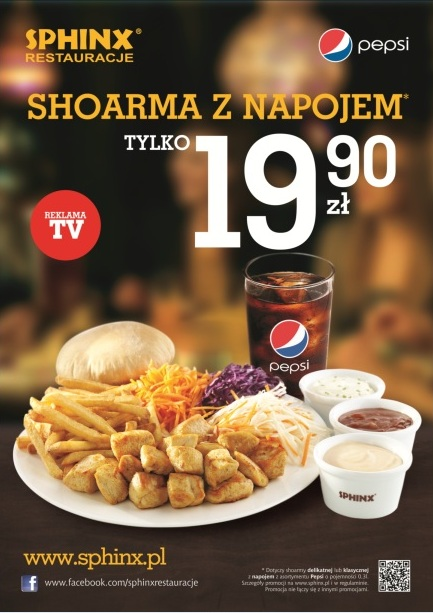 SPHINX®
RESTAURACJE
pepsi
SHOARMA Z NAPOJEM*
TYLKO
19 90
zł
REKLAMA
TV
pepsi
SPHINX
www.sphinx.pl
www.facebook.com/sphinxrestauracje
* Dotyczy shoarmy delikatnej lub klasycznej
z napojem z asortymentu Pepsi o pojemności 0,3l.
Szczegóły promocji na www.sphinx.pl i w regulaminie.
Promocja nie łączy się z innymi promocjami.